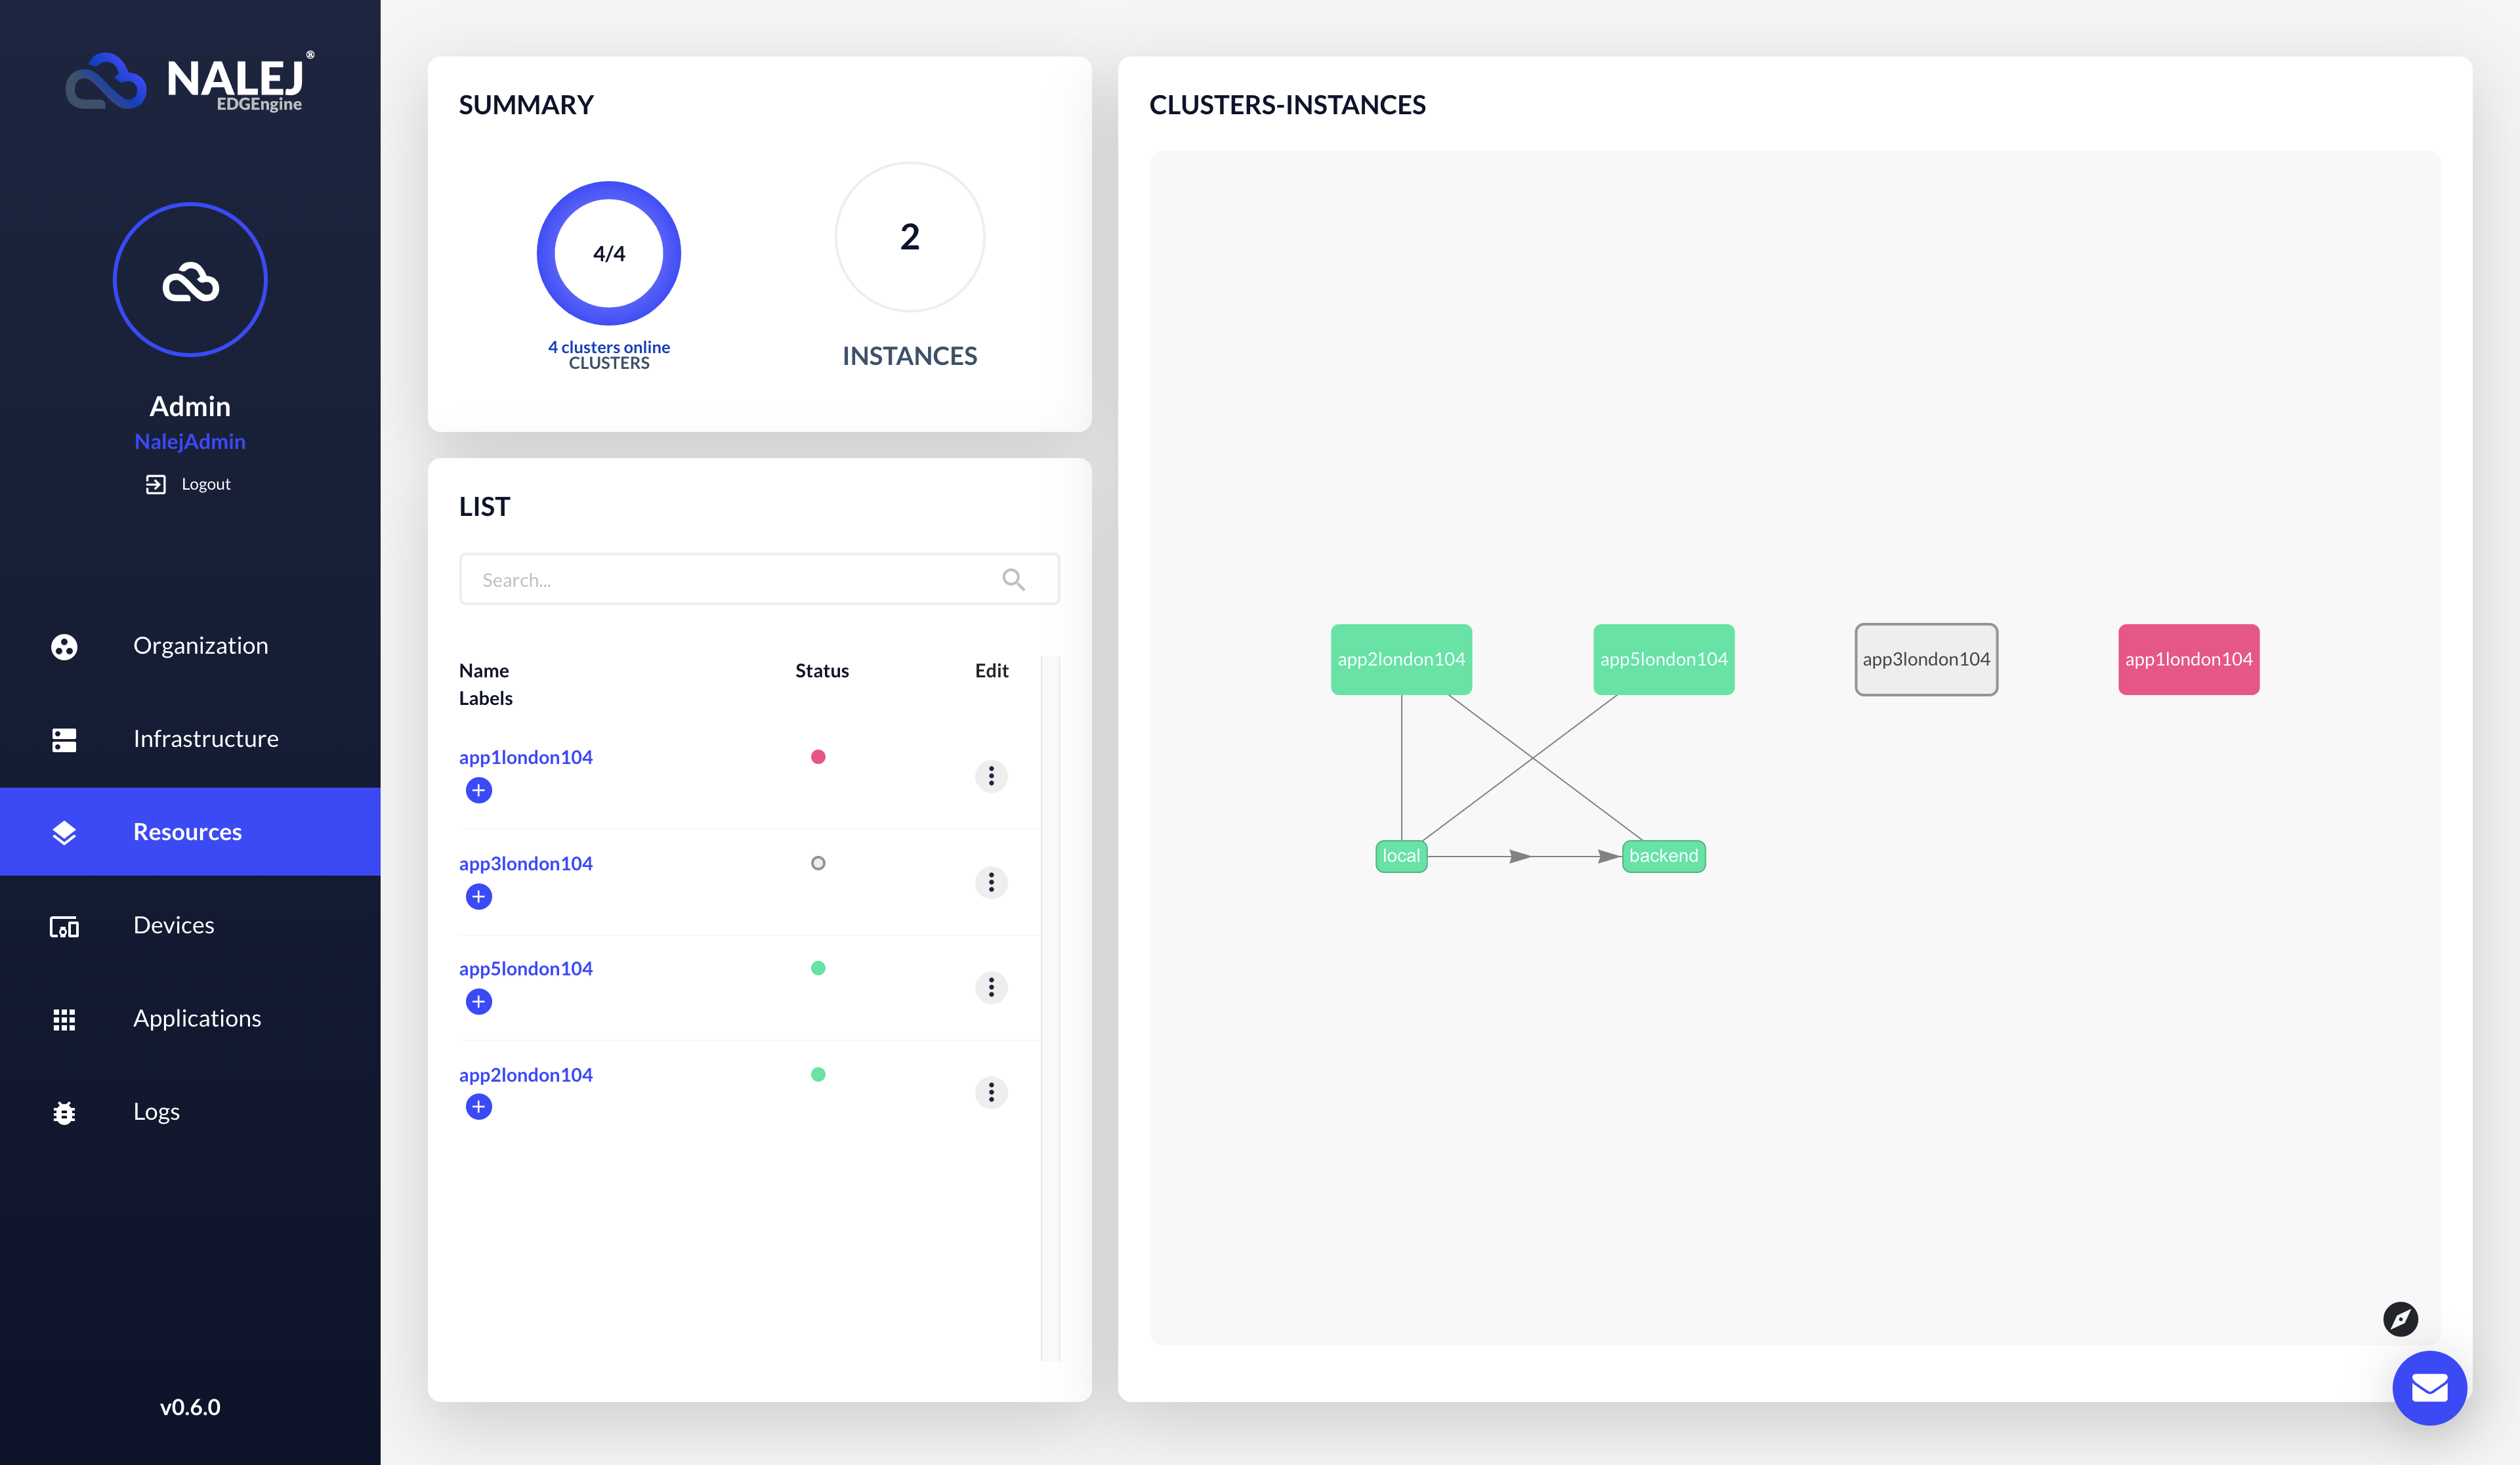 NALEJ®
EDGEngine
Admin
NalejAdmin
Logout
Organization
Infrastructure
Resources
Devices
Applications
Logs
v0.6.0
SUMMARY
4/4
4 clusters online
CLUSTERS
2
INSTANCES
LIST
Search...
Name Status Edit
Labels
app1london104
app3london104
app5london104
app2london104
CLUSTERS-INSTANCES
app2london104 app5london104 app3london104 app1london104
local backend